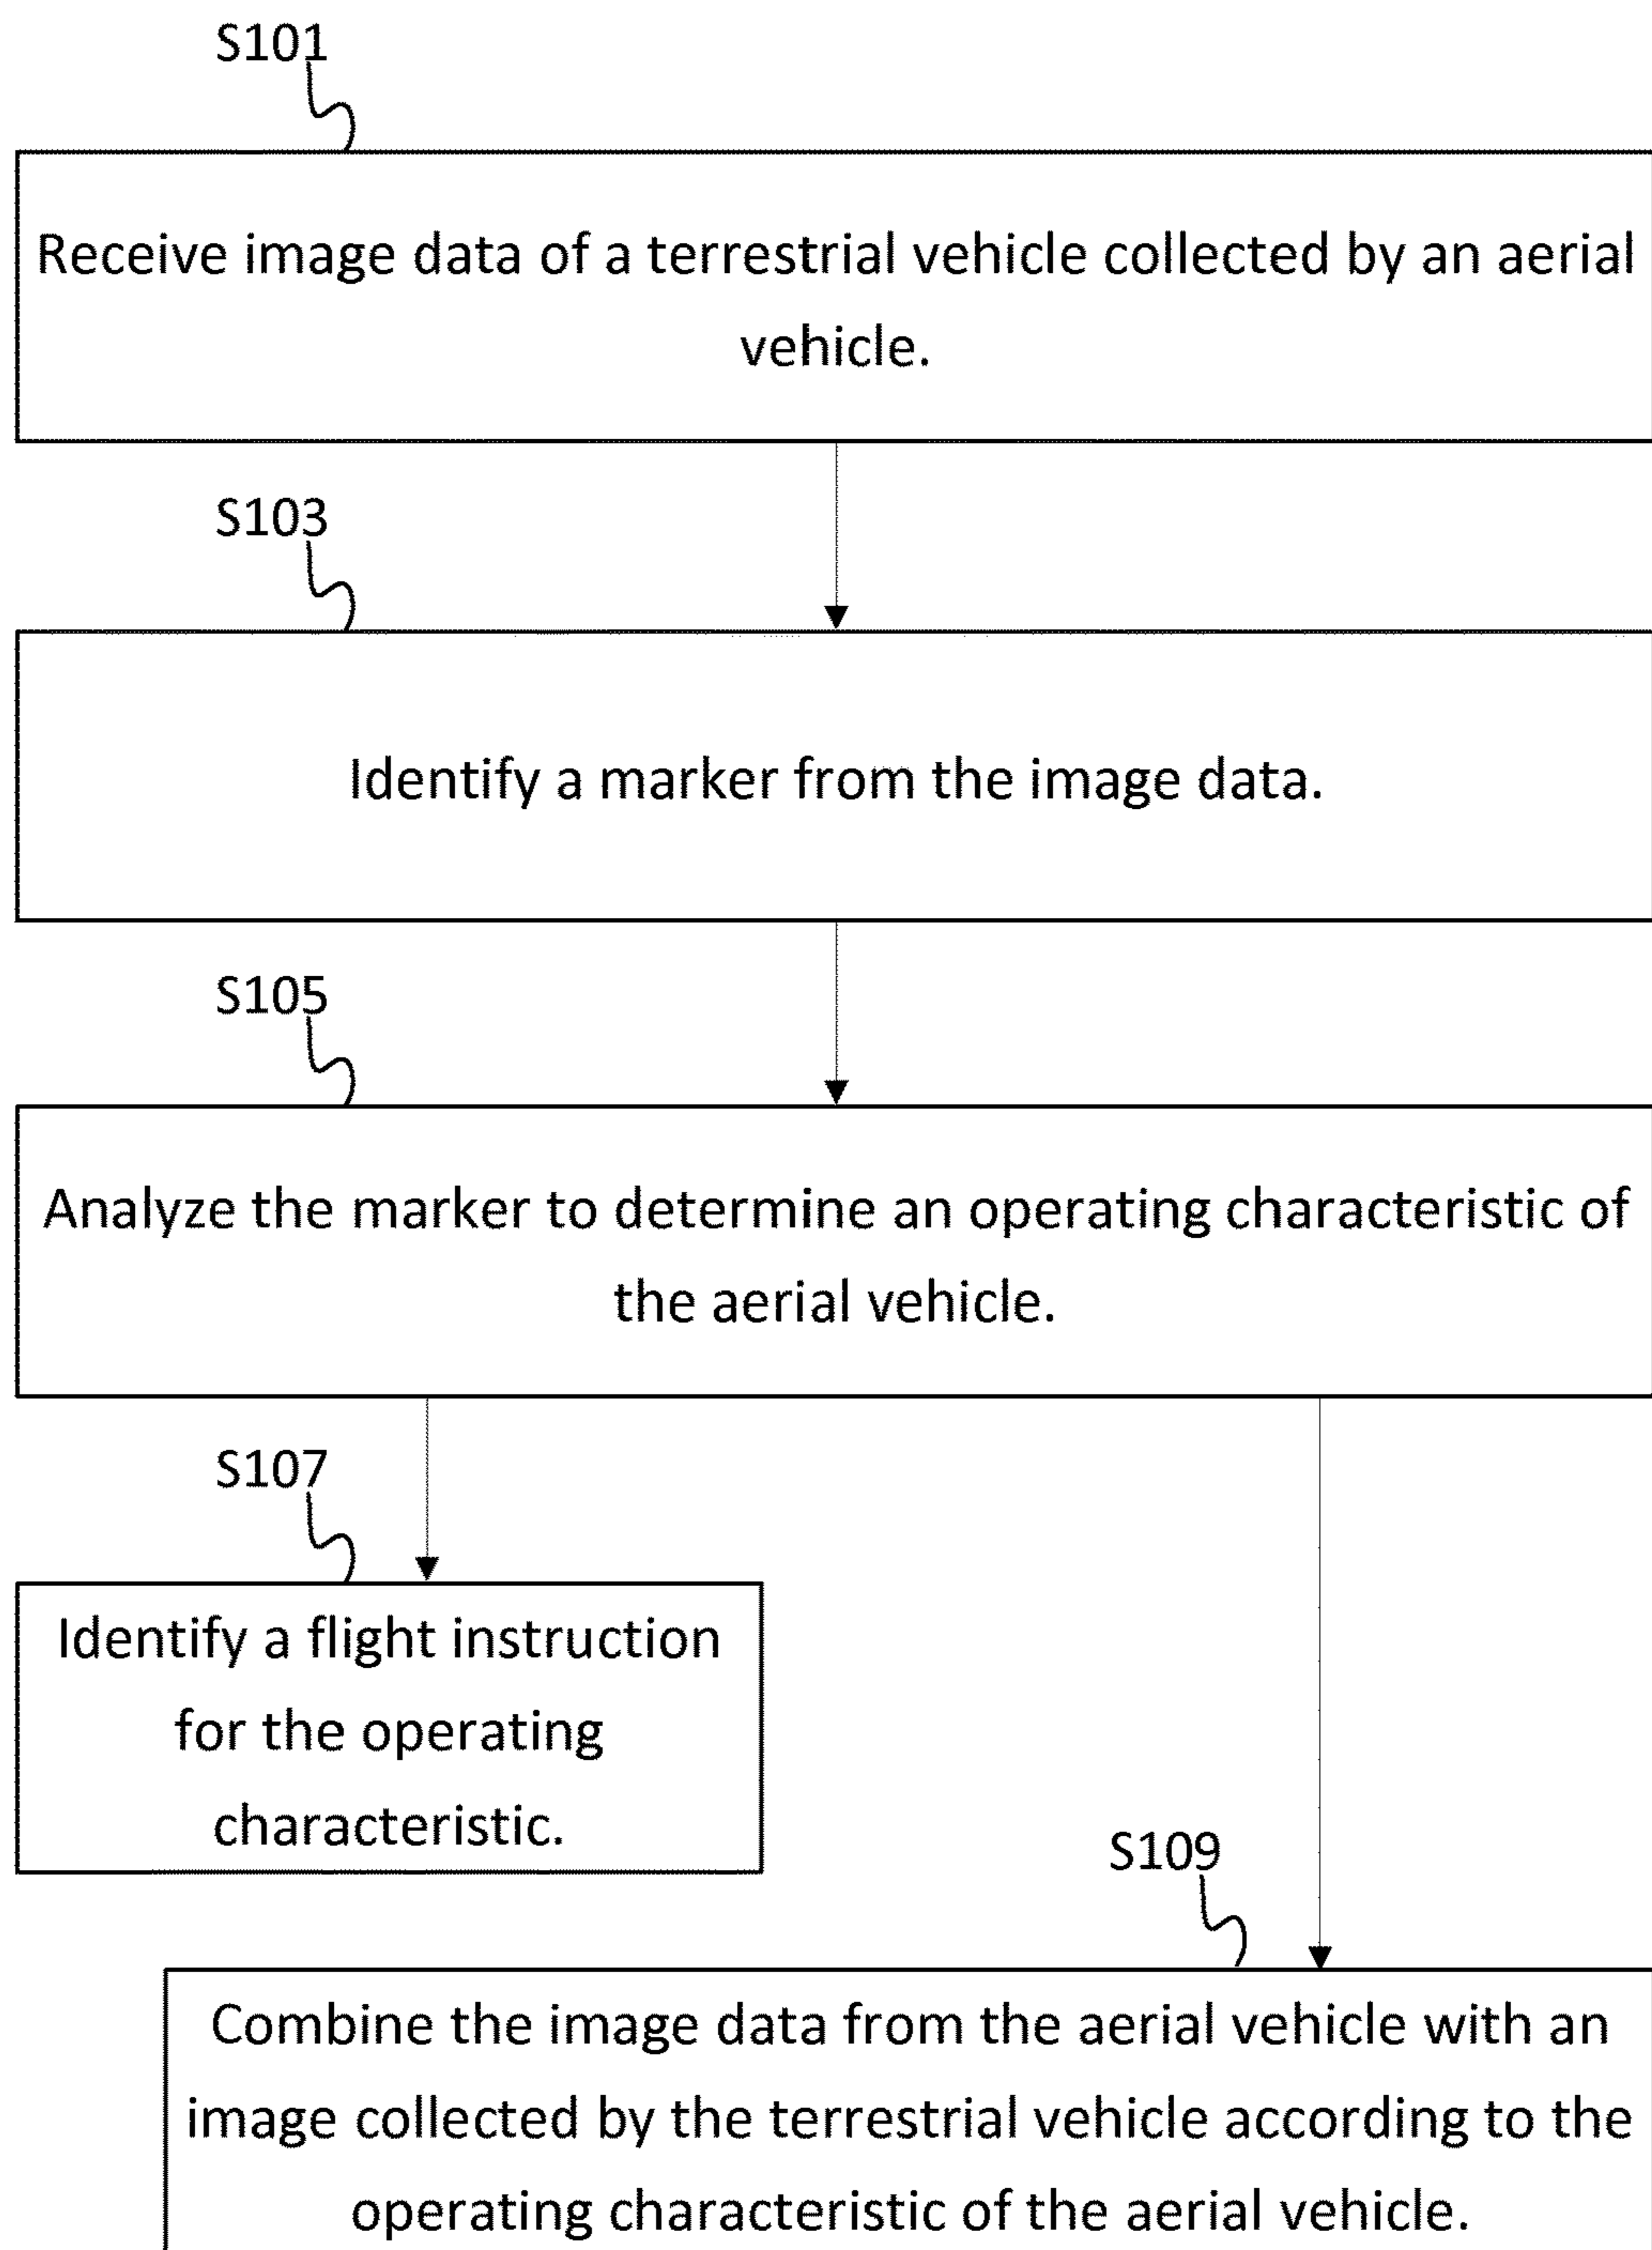 S101
Receive image data of a terrestrial vehicle collected by an aerial
vehicle.
S103
Identify a marker from the image data.
S105
Analyze the marker to determine an operating characteristic of
the aerial vehicle.
S107
Identify a flight instruction
for the operating
characteristic.
S109
Combine the image data from the aerial vehicle with an
image collected by the terrestrial vehicle according to the
operating characteristic of the aerial vehicle.